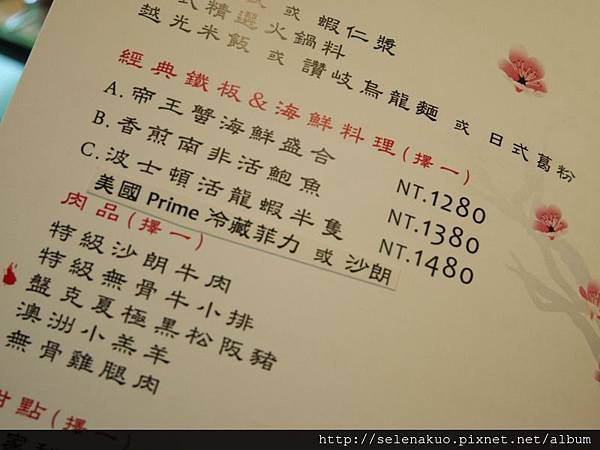 或 蝦仁漿
式精選火鍋料
越光米飯 或 讚岐烏龍麵 或 日式葛粉
經典鐵板&海鮮料理(擇一)
A.帝王蟹海鮮盛合 NT.1280
B.香煎南非活鮑魚 NT.1380
C.波士頓活龍蝦半隻 NT.1480
美國 Prime 冷藏菲力 或 沙朗
肉品(擇一)
特級沙朗牛肉
特級無骨牛小排
盤克夏極黑松阪豬
澳洲小羔羊
無骨雞腿肉
甜點(擇一)
http://selenakuo.pixnet.net/album